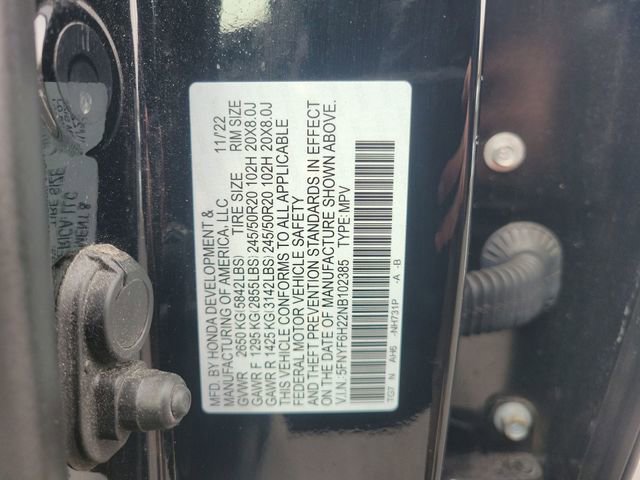 MFD. BY HONDA DEVELOPMENT &
MANUFACTURING OF AMERICA, LLC 11/22
GVWR 2650 KG(5842LBS) TIRE SIZE RIM SIZE
GAWR F 1295 KG(2855LBS) 245/50R20 102H 20X8.0J
GAWR R 1425 KG(3142LBS) 245/50R20 102H 20X8.0J
THIS VEHICLE CONFORMS TO ALL APPLICABLE
FEDERAL MOTOR VEHICLE SAFETY
AND THEFT PREVENTION STANDARDS IN EFFECT
ON THE DATE OF MANUFACTURE SHOWN ABOVE.
V.I.N. 5FNYF6H22NB102385 TYPE: MPV
TEGT N AH6 -NH731P -A -B